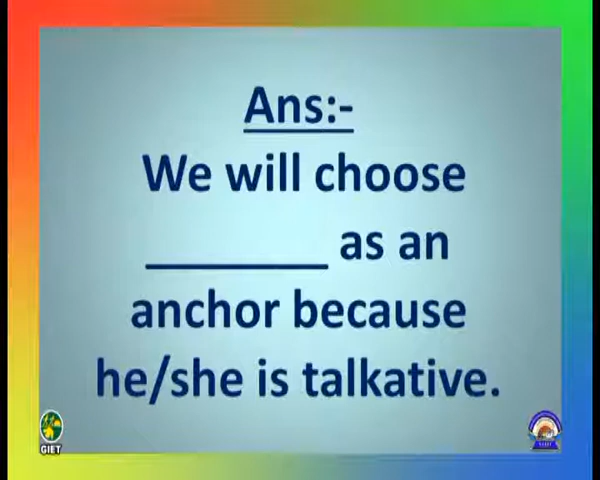 Ans:-
We will choose
________ as an
anchor because
he/she is talkative.
GIET